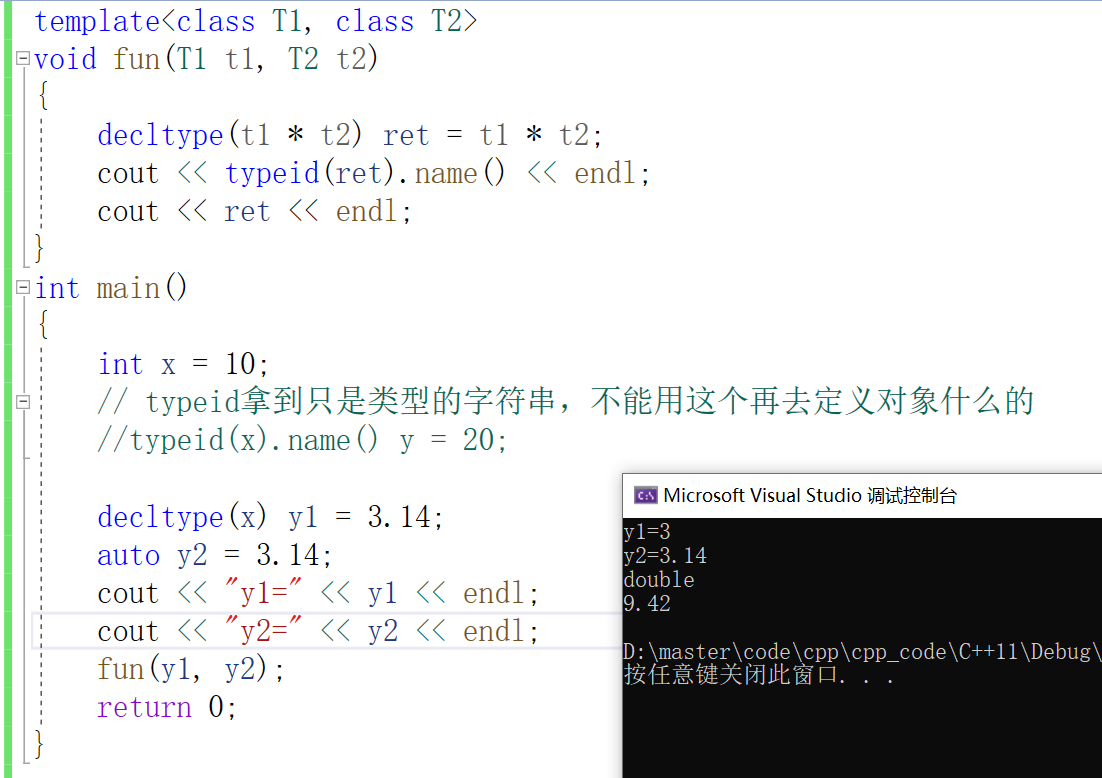 template<class T1, class T2>
void fun(T1 t1, T2 t2)
{
decltype(t1 * t2) ret = t1 * t2;
cout << typeid(ret).name() << endl;
cout << ret << endl;
}
int main()
{
int x = 10;
// typeid拿到只是类型的字符串，不能用这个再去定义对象什么的
//typeid(x).name() y = 20;
decltype(x) y1 = 3.14;
auto y2 = 3.14;
cout << "y1=" << y1 << endl;
cout << "y2=" << y2 << endl;
fun(y1, y2);
return 0;
}
C:\ Microsoft Visual Studio 调试控制台
y1=3
y2=3.14
double
9.42
D:\master\code\cpp\cpp_code\C++11\Debug\
按任意键关闭此窗口. . .